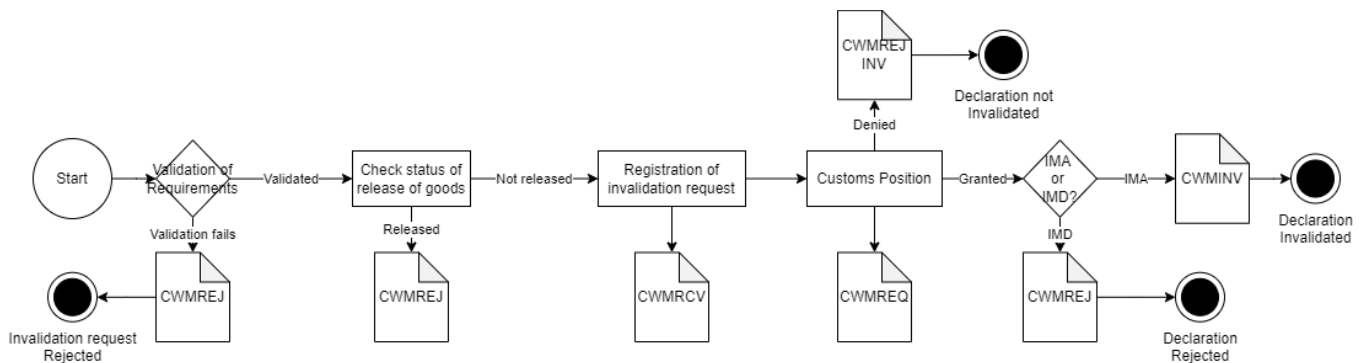 CWMREJ
INV
Declaration not
Invalidated
Denied
Start
Validation of
Requirements
Validated
Check status of
release of goods
Not released
Registration of
invalidation request
Customs Position
Granted
IMA
or
IMD?
IMA
CWMINV
Declaration
Invalidated
Validation fails
Released
IMD
CWMREJ
Invalidation request
Rejected
CWMREJ
CWMRCV
CWMREQ
CWMREJ
Declaration
Rejected